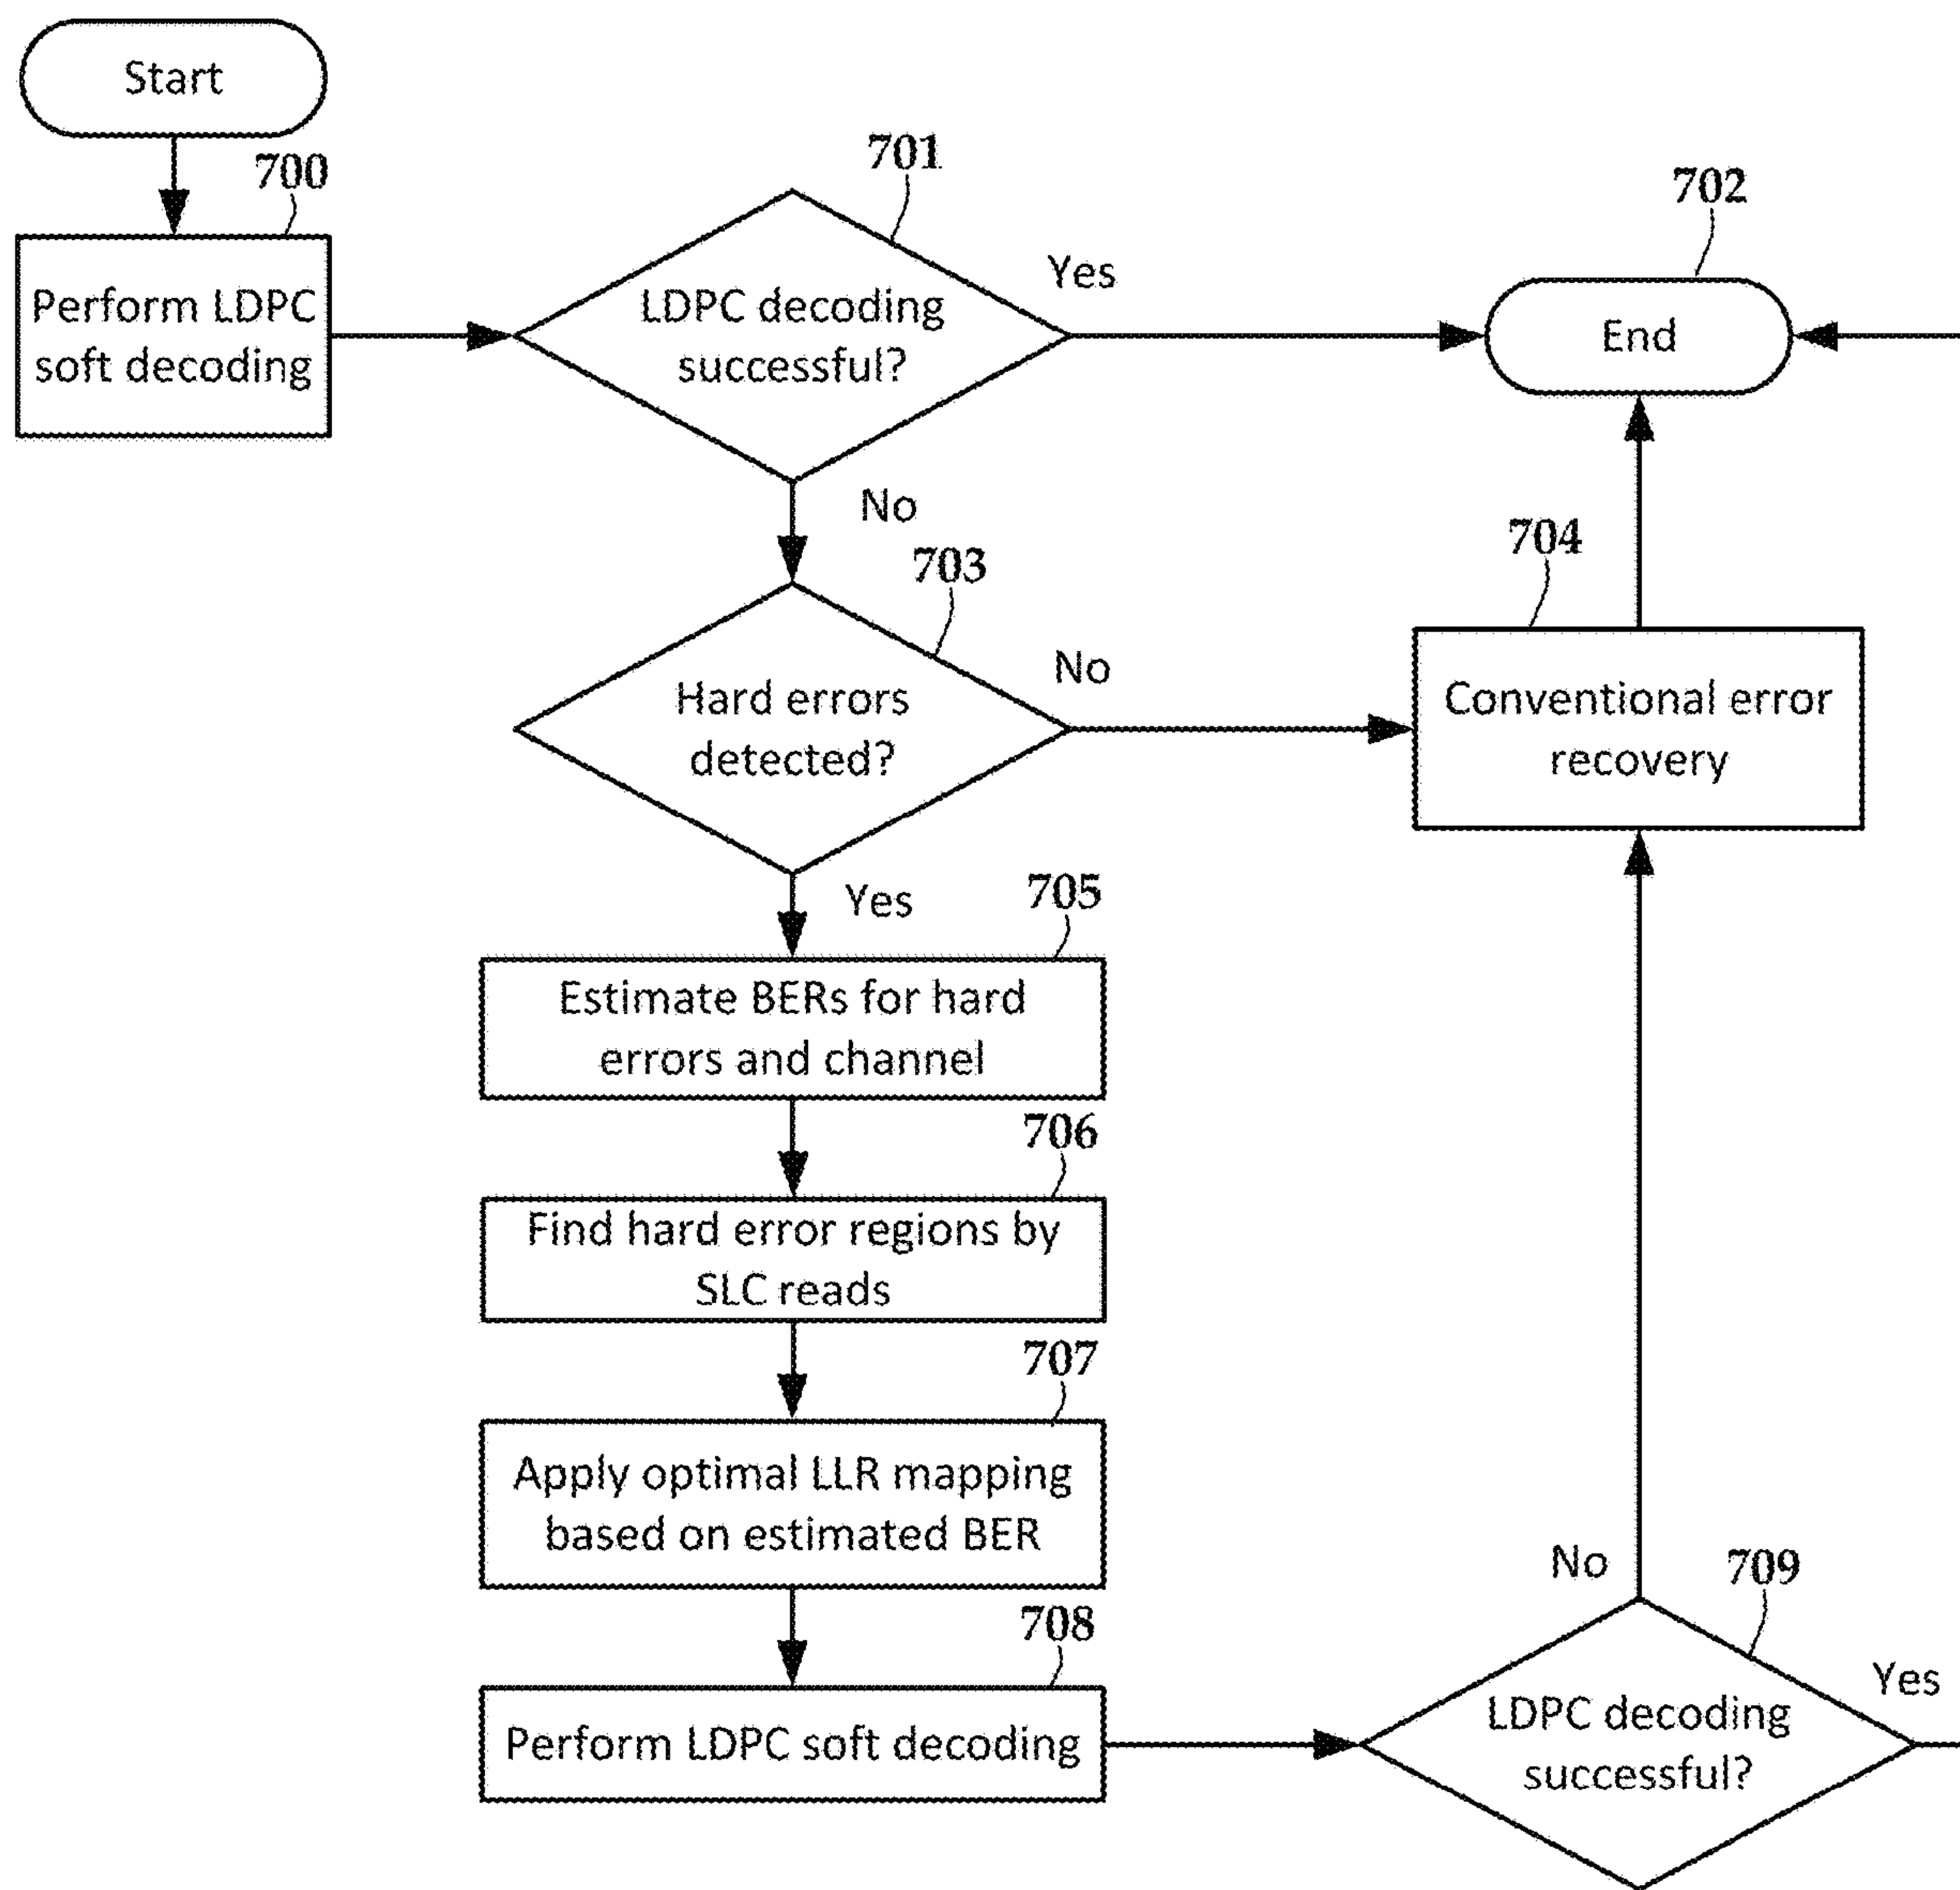 Start
700
Perform LDPC
soft decoding
701
LDPC decoding
successful?
Yes
702
End
No
703
Hard errors
detected?
No
704
Conventional error
recovery
Yes
705
Estimate BERs for hard
errors and channel
706
Find hard error regions by
SLC reads
707
Apply optimal LLR mapping
based on estimated BER
708
Perform LDPC soft decoding
No
709
LDPC decoding
successful?
Yes